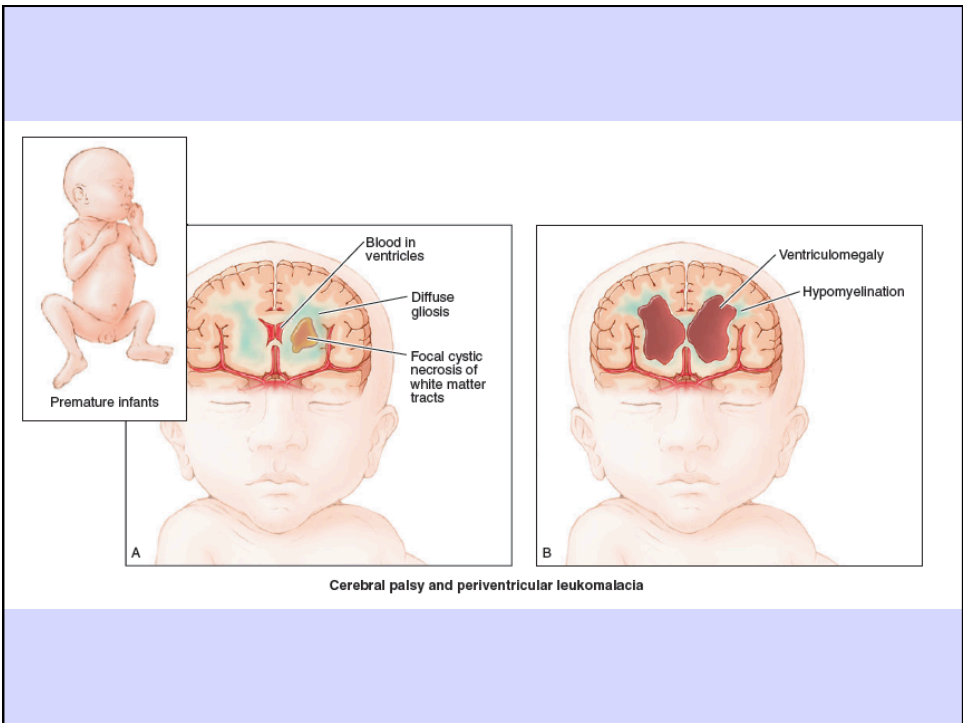 Premature infants
Blood in
ventricles
Diffuse
gliosis
Focal cystic
necrosis of
white matter
tracts
A
Ventriculomegaly
Hypomyelination
B
Cerebral palsy and periventricular leukomalacia